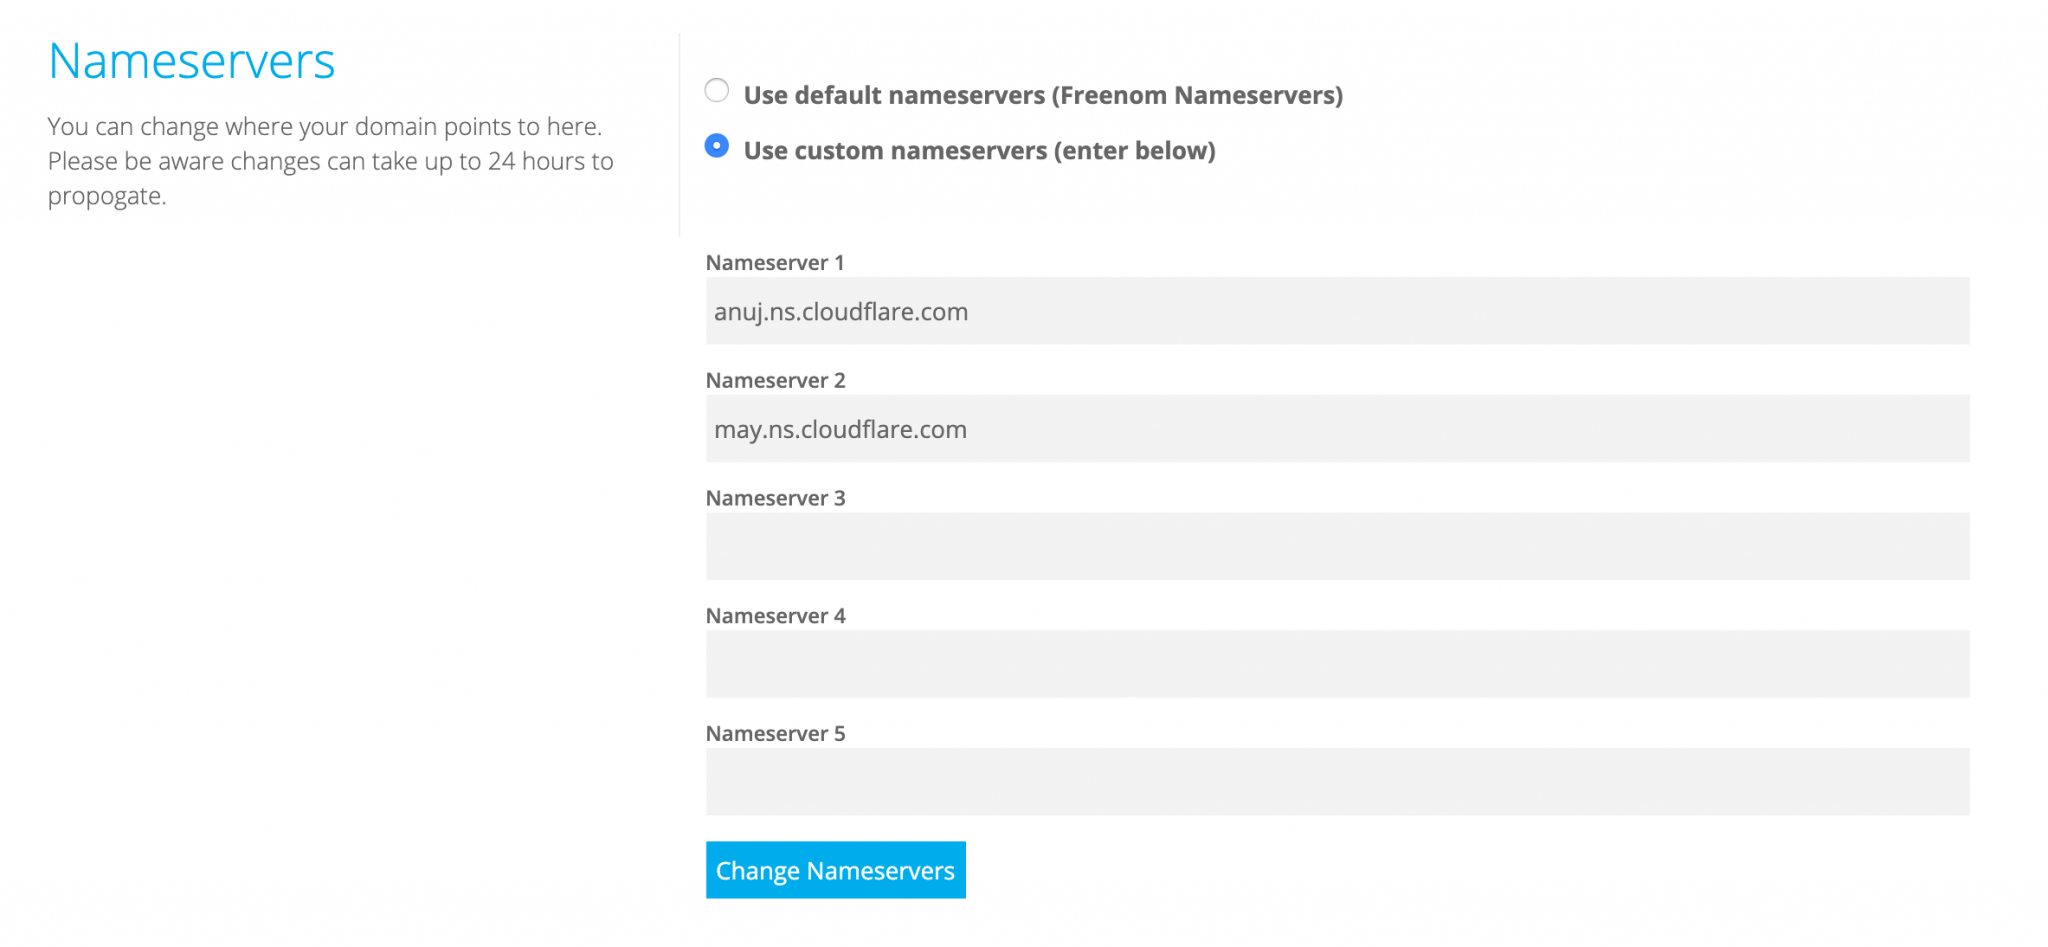 Nameservers
You can change where your domain points to here.
Please be aware changes can take up to 24 hours to
propogate.
Use default nameservers (Freenom Nameservers)
Use custom nameservers (enter below)
Nameserver 1
anuj.ns.cloudflare.com
Nameserver 2
may.ns.cloudflare.com
Nameserver 3
Nameserver 4
Nameserver 5
Change Nameservers